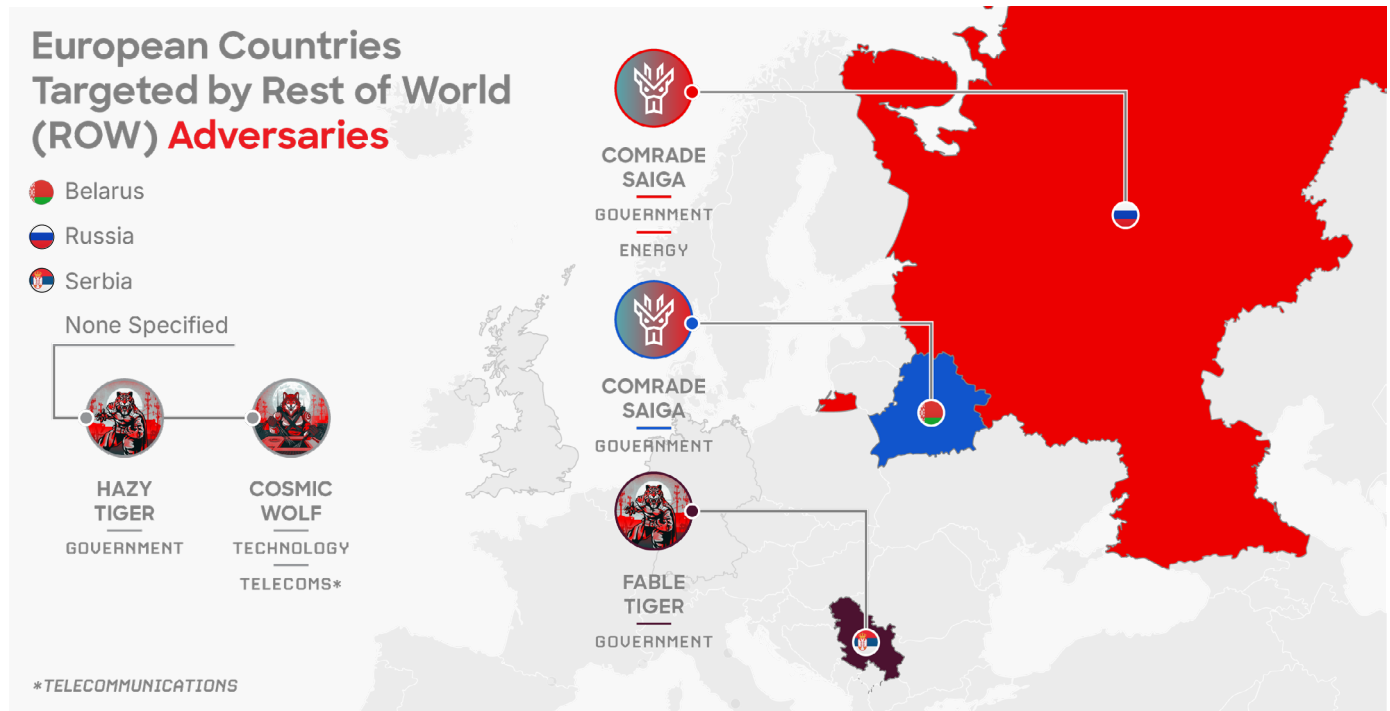 European Countries
Targeted by Rest of World
(ROW) Adversaries
Belarus
Russia
Serbia
None Specified
HAZY
TIGER
GOVERNMENT
COSMIC
WOLF
TECHNOLOGY
TELECOMS*
COMRADE
SAIGA
GOVERNMENT
ENERGY
COMRADE
SAIGA
GOVERNMENT
FABLE
TIGER
GOVERNMENT
*TELECOMMUNICATIONS